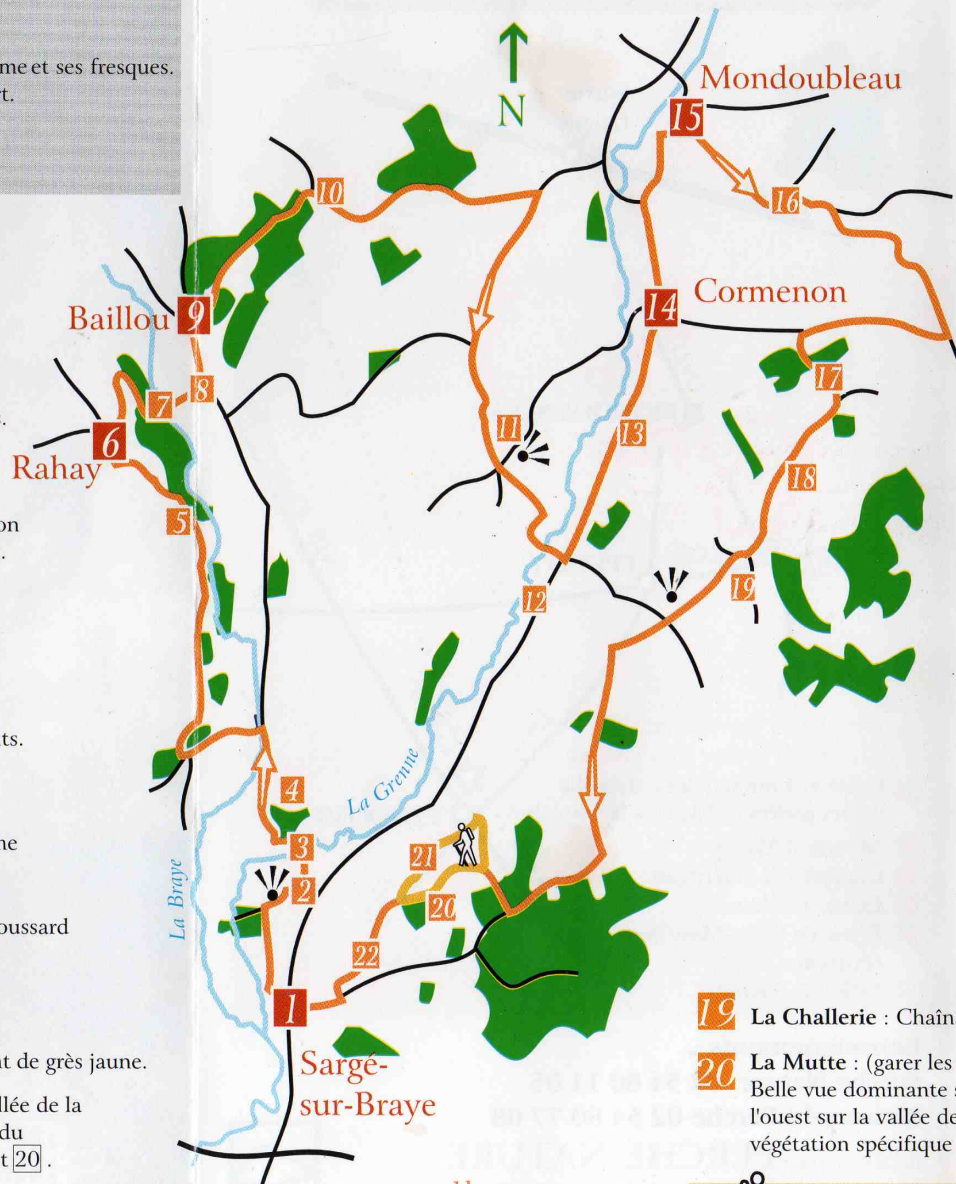 me et ses fresques.
rt.
N
Mondoubleau
15
16
10
Baillou 9
14 Cormenon
8
7
6
Rahay
5
17
11
13
18
19
12
on
.
ts.
ne
oussard
4
La Grenne
3
2
La Braye
21
20
22
1
Sargé-
sur-Braye
nt de grès jaune.
llée de la
du
t 20 .
19 La Challerie : Chaîn
20 La Mutte : (garer les
Belle vue dominante s
l'ouest sur la vallée de
végétation spécifique